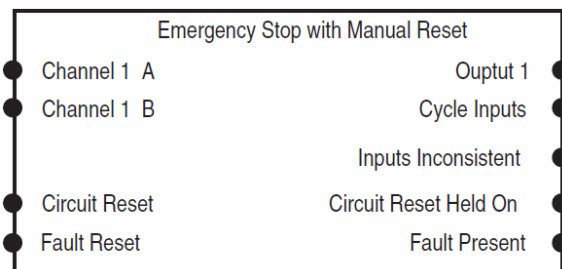 Emergency Stop with Manual Reset
Channel 1 A Ouptut 1
Channel 1 B Cycle Inputs
Inputs Inconsistent
Circuit Reset Circuit Reset Held On
Fault Reset Fault Present